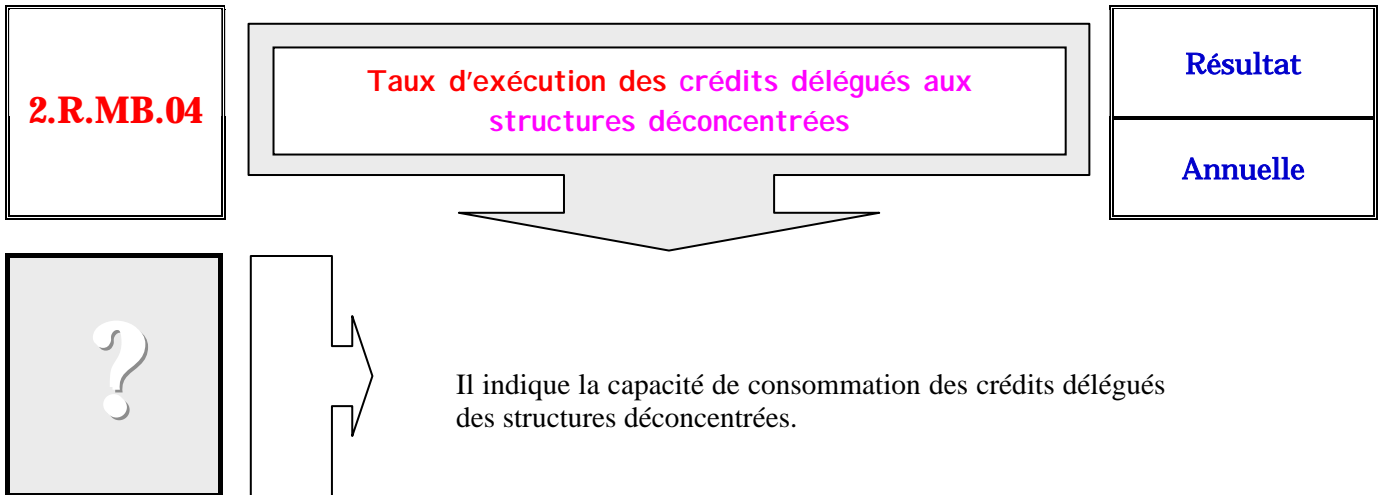 2.R.MB.04
Taux d'exécution des crédits délégués aux
structures déconcentrées
Résultat
Annuelle
?
Il indique la capacité de consommation des crédits délégués
des structures déconcentrées.